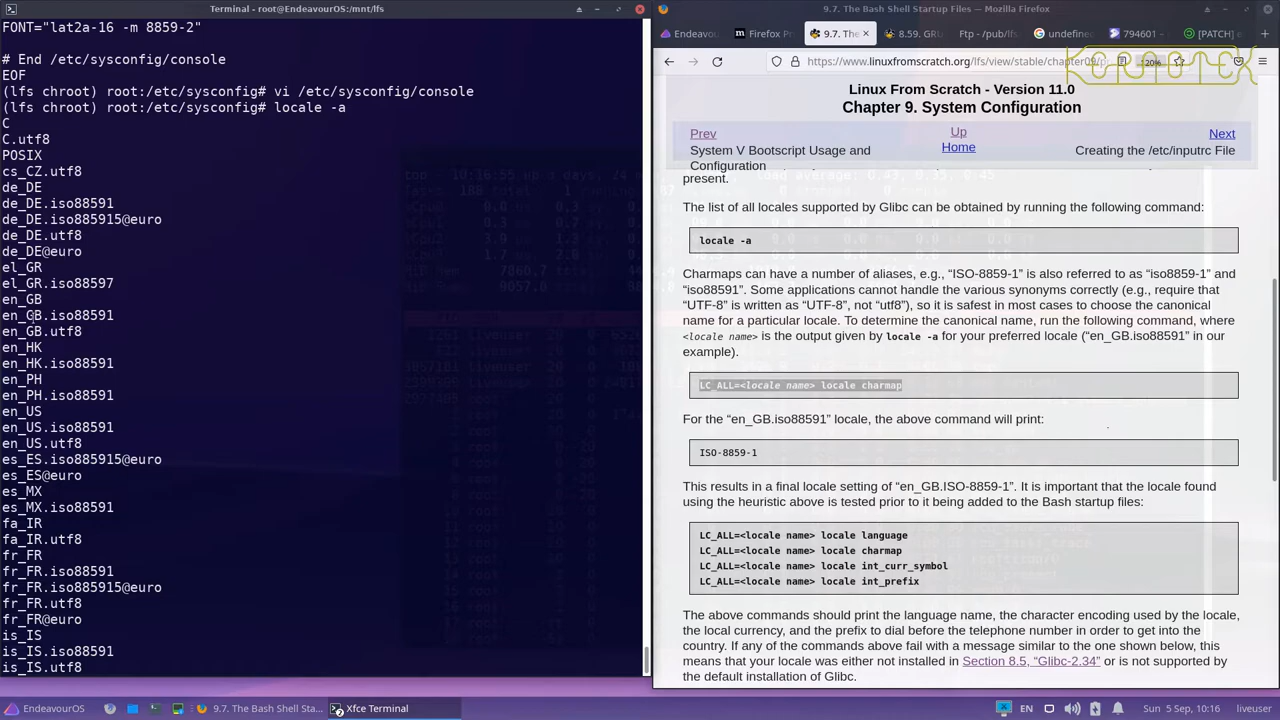 Terminal - root@EndeavourOS:/mnt/lfs
FONT="lat2a-16 -m 8859-2"
# End /etc/sysconfig/console
EOF
(lfs chroot) root:/etc/sysconfig# vi /etc/sysconfig/console
(lfs chroot) root:/etc/sysconfig# locale -a
C
C.utf8
POSIX
cs_CZ.utf8
de_DE
de_DE.iso88591
de_DE.iso885915@euro
de_DE.utf8
de_DE@euro
el_GR
el_GR.iso88597
en_GB
en_GB.iso88591
en_GB.utf8
en_HK
en_HK.iso88591
en_PH
en_PH.iso88591
en_US
en_US.iso88591
en_US.utf8
es_ES.iso885915@euro
es_ES@euro
es_MX
es_MX.iso88591
fa_IR
fa_IR.utf8
fr_FR
fr_FR.iso88591
fr_FR.iso885915@euro
fr_FR.utf8
fr_FR@euro
is_IS
is_IS.iso88591
is_IS.utf8
9.7. The Bash Shell Startup Files — Mozilla Firefox
Endeavou
Firefox Pr
9.7. The
8.59. GRU
Ftp - /pub/lfs
undefine
794601 -
[PATCH] e
https://www.linuxfromscratch.org/lfs/view/stable/chapter09/p
120%
Linux From Scratch - Version 11.0
Chapter 9. System Configuration
Prev
System V Bootscript Usage and
Configuration
Up
Home
Next
Creating the /etc/inputrc File
present.
The list of all locales supported by Glibc can be obtained by running the following command:
locale -a
Charmaps can have a number of aliases, e.g., “ISO-8859-1” is also referred to as “iso8859-1” and
“iso88591”. Some applications cannot handle the various synonyms correctly (e.g., require that
“UTF-8” is written as “UTF-8”, not “utf8”), so it is safest in most cases to choose the canonical
name for a particular locale. To determine the canonical name, run the following command, where
<locale name> is the output given by locale -a for your preferred locale (“en_GB.iso88591” in our
example).
LC_ALL=<locale name> locale charmap
For the “en_GB.iso88591” locale, the above command will print:
ISO-8859-1
This results in a final locale setting of “en_GB.ISO-8859-1”. It is important that the locale found
using the heuristic above is tested prior to it being added to the Bash startup files:
LC_ALL=<locale name> locale language
LC_ALL=<locale name> locale charmap
LC_ALL=<locale name> locale int_curr_symbol
LC_ALL=<locale name> locale int_prefix
The above commands should print the language name, the character encoding used by the locale,
the local currency, and the prefix to dial before the telephone number in order to get into the
country. If any of the commands above fail with a message similar to the one shown below, this
means that your locale was either not installed in Section 8.5, “Glibc-2.34” or is not supported by
the default installation of Glibc.
EndeavourOS
9.7. The Bash Shell Sta...
Xfce Terminal
EN
Sun 5 Sep, 10:16
liveuser